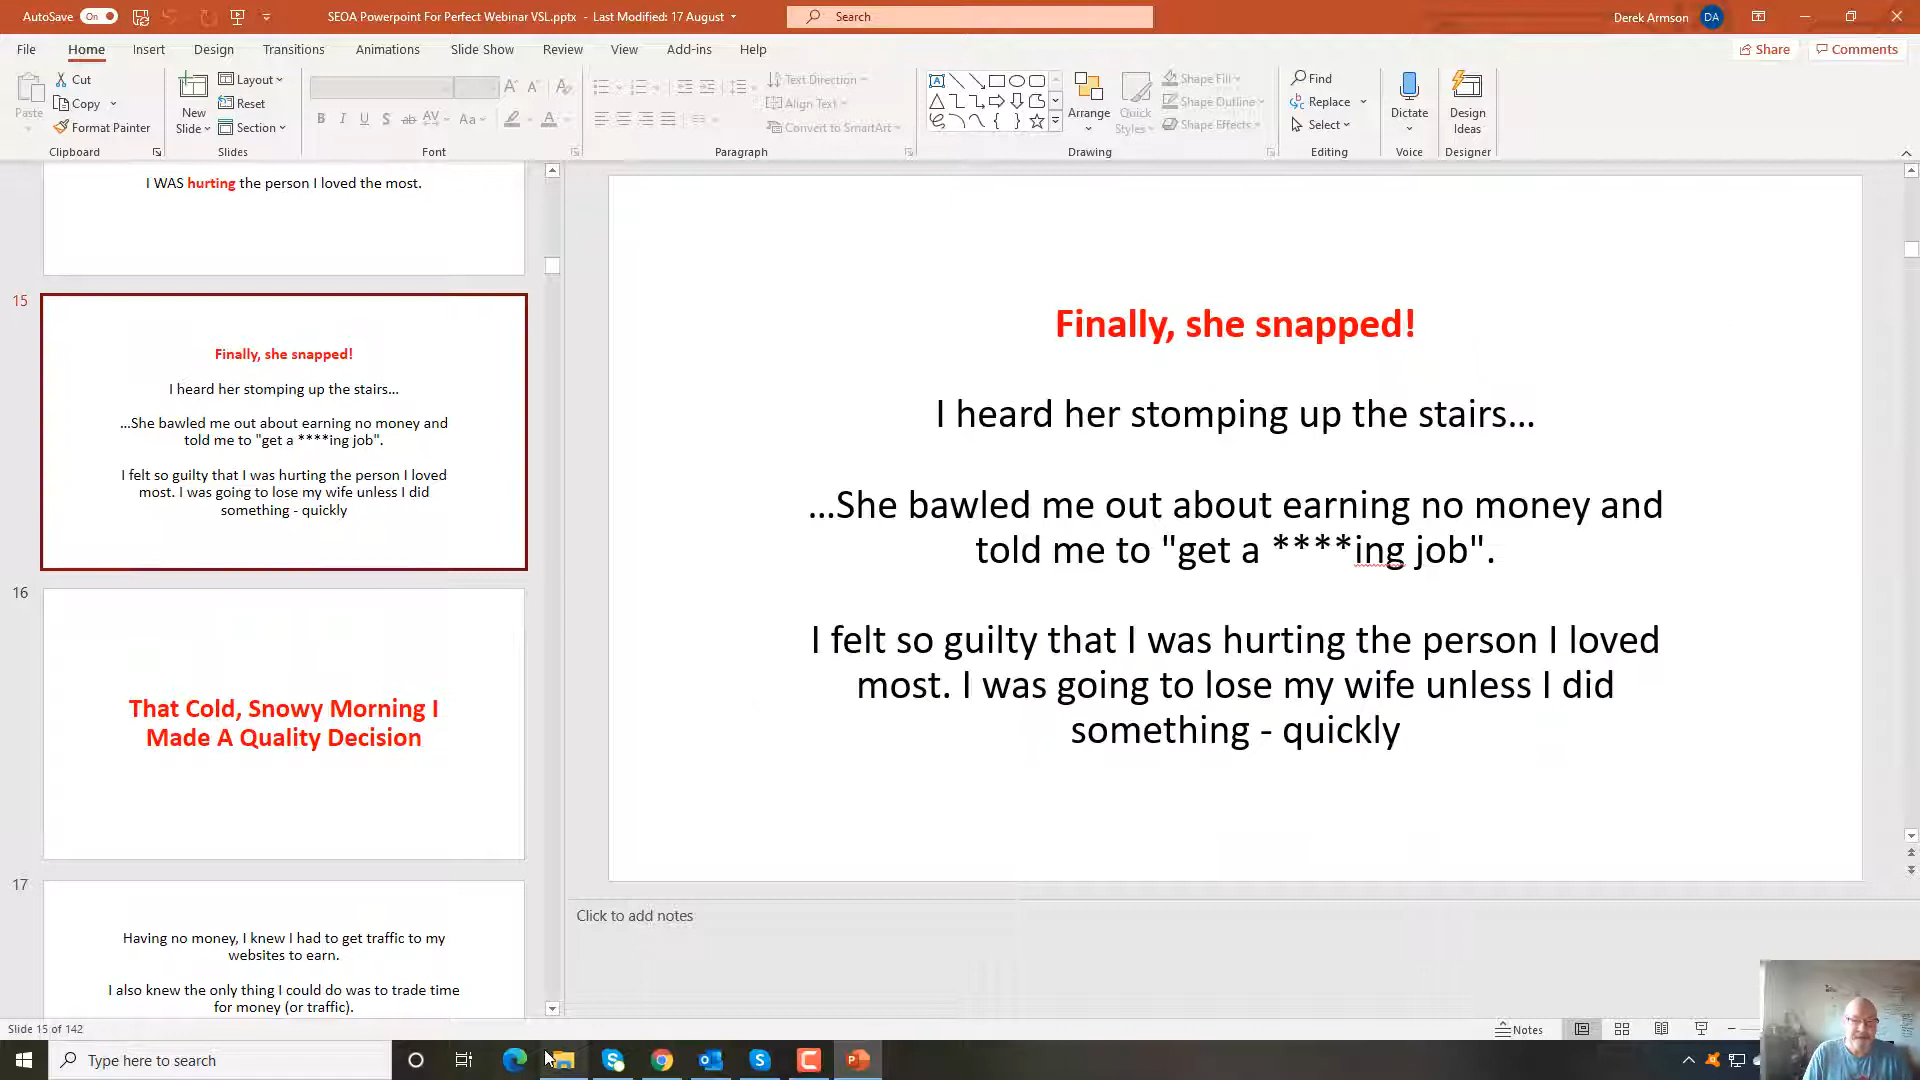 AutoSave On
SEOA Powerpoint For Perfect Webinar VSL.pptx - Last Modified: 17 August
Search
Derek Armson DA
File Home Insert Design Transitions Animations Slide Show Review View Add-ins Help
Share Comments
Paste
Cut
Copy
Format Painter
Clipboard
New
Slide
Layout
Reset
Section
Slides
B I U S ab AV Aa A
Font
Text Direction
Align Text
Convert to SmartArt
Paragraph
Arrange
Quick
Styles
Shape Fill
Shape Outline
Shape Effects
Drawing
Find
Replace
Select
Editing
Dictate
Voice
Design
Ideas
Designer
I WAS hurting the person I loved the most.
15
Finally, she snapped!
I heard her stomping up the stairs...
...She bawled me out about earning no money and
told me to "get a ****ing job".
I felt so guilty that I was hurting the person I loved
most. I was going to lose my wife unless I did
something - quickly
16
That Cold, Snowy Morning I
Made A Quality Decision
17
Having no money, I knew I had to get traffic to my
websites to earn.
I also knew the only thing I could do was to trade time
for money (or traffic).
Finally, she snapped!
I heard her stomping up the stairs...
...She bawled me out about earning no money and
told me to "get a ****ing job".
I felt so guilty that I was hurting the person I loved
most. I was going to lose my wife unless I did
something - quickly
Click to add notes
Slide 15 of 142
Notes
Type here to search